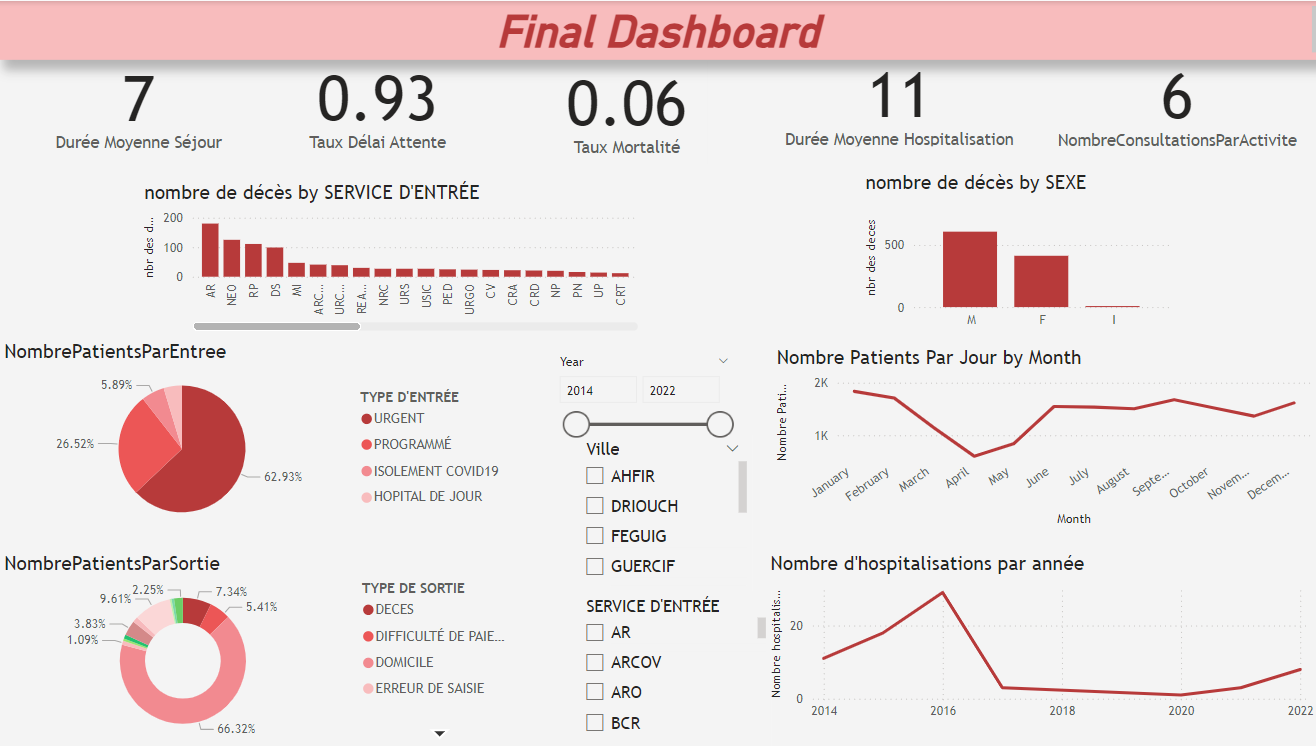 Final Dashboard
7
Durée Moyenne Séjour
0.93
Taux Délai Attente
0.06
Taux Mortalité
11
Durée Moyenne Hospitalisation
6
NombreConsultationsParActivite
nombre de décès by SERVICE D'ENTRÉE
nbr des d...
200
100
0
AR
NEO
RP
DS
MI
ARC...
URC...
REA...
NRC
URS
USIC
PED
URGO
CV
CRA
CRD
NP
PN
UP
CRT
nombre de décès by SEXE
nbr des deces
500
0
M
F
I
NombrePatientsParEntree
5.89%
26.52%
62.93%
TYPE D'ENTRÉE
URGENT
PROGRAMMÉ
ISOLEMENT COVID19
HOPITAL DE JOUR
Year
2014
2022
Ville
AHFIR
DRIOUCH
FEGUIG
GUERCIF
Nombre Patients Par Jour by Month
Nombre Pati...
2K
1K
January
February
March
April
May
June
July
August
Septe...
October
Novem...
Decem...
Month
NombrePatientsParSortie
2.25%
9.61%
3.83%
1.09%
7.34%
5.41%
66.32%
TYPE DE SORTIE
DECES
DIFFICULTÉ DE PAIE...
DOMICILE
ERREUR DE SAISIE
SERVICE D'ENTRÉE
AR
ARCOV
ARO
BCR
Nombre d'hospitalisations par année
Nombre hospitalis...
20
0
2014
2016
2018
2020
2022